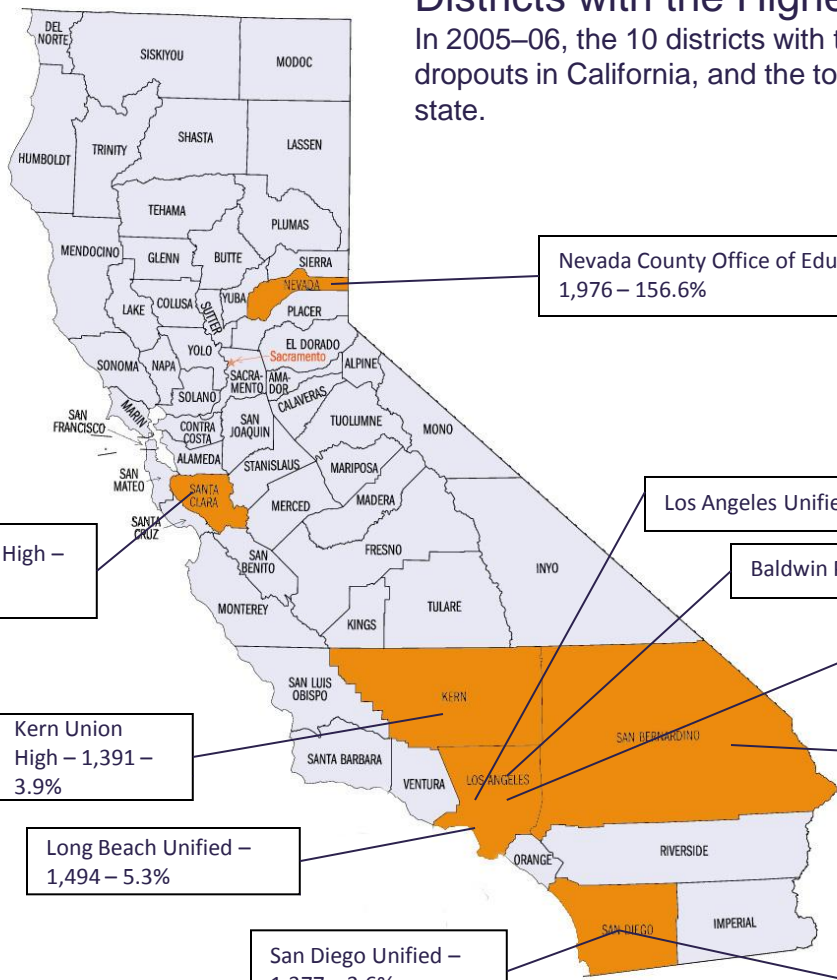 Districts with the Highe
In 2005–06, the 10 districts with
dropouts in California, and the to
state.
DEL
NORTE
SISKIYOU
MODOC
HUMBOLDT
TRINITY
SHASTA
LASSEN
TEHAMA
PLUMAS
MENDOCINO
GLENN
BUTTE
SIERRA
Nevada County Office of Edu
1,976 – 156.6%
NEVADA
LAKE
COLUSA
SUTTER
YUBA
PLACER
SONOMA
NAPA
YOLO
EL DORADO
Sacramento
ALPINE
SACRA-
MENTO
AMA-
DOR
SOLANO
CALAVERAS
MARIN
SAN
FRANCISCO
CONTRA
COSTA
SAN
JOAQUIN
TUOLUMNE
MONO
ALAMEDA
STANISLAUS
MARIPOSA
SAN
MATEO
SANTA
CLARA
MERCED
MADERA
Los Angeles Unifie
SANTA
CRUZ
High –
SAN
BENITO
FRESNO
INYO
Baldwin
MONTEREY
KINGS
TULARE
SAN LUIS
OBISPO
KERN
SAN BERNARDINO
Kern Union
High – 1,391 –
3.9%
SANTA BARBARA
VENTURA
LOS ANGELES
Long Beach Unified –
1,494 – 5.3%
ORANGE
RIVERSIDE
SAN DIEGO
IMPERIAL
San Diego Unified –